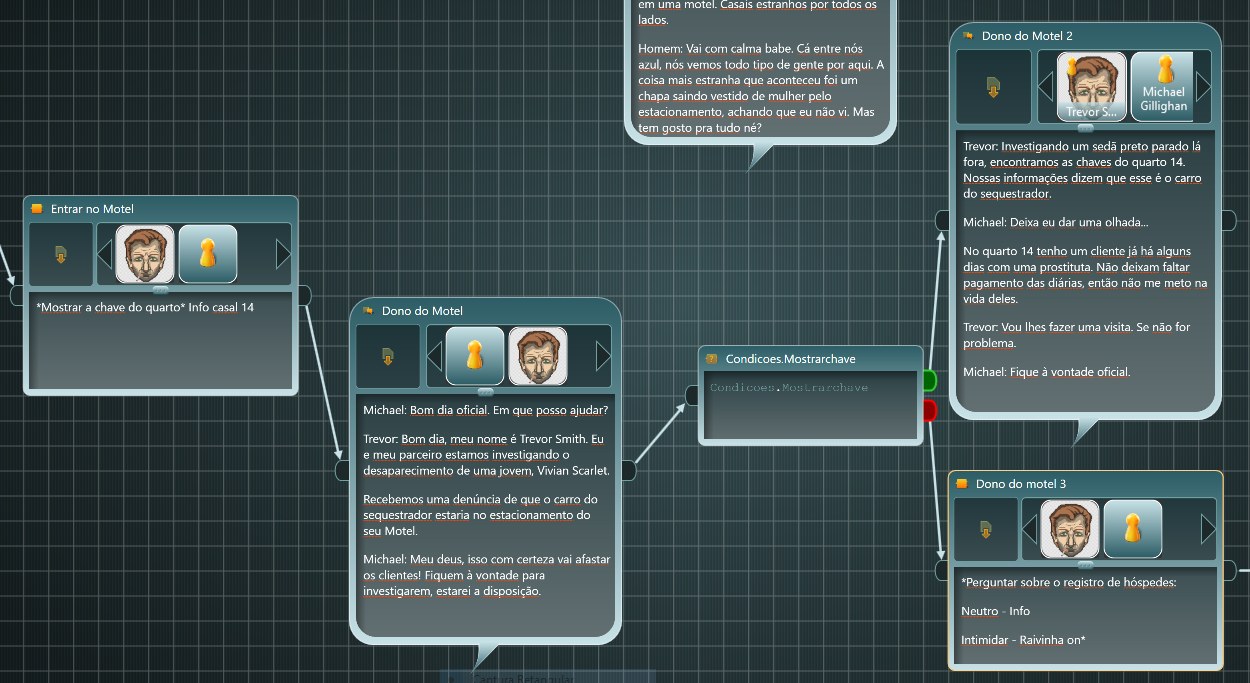 em uma motel. Casais estranhos por todos os
lados.
Homem: Vai com calma babe. Cá entre nós
azul, nós vemos todo tipo de gente por aqui. A
coisa mais estranha que aconteceu foi um
chapa saindo vestido de mulher pelo
estacionamento, achando que eu não vi. Mas
tem gosto pra tudo né?
Entrar no Motel
*Mostrar a chave do quarto* Info casal 14
Dono do Motel
Michael: Bom dia oficial. Em que posso ajudar?
Trevor: Bom dia, meu nome é Trevor Smith. Eu
e meu parceiro estamos investigando o
desaparecimento de uma jovem, Vivian Scarlet.
Recebemos uma denúncia de que o carro do
sequestrador estaria no estacionamento do
seu Motel.
Michael: Meu deus, isso com certeza vai afastar
os clientes! Fiquem à vontade para
investigarem, estarei a disposição.
Captura Retangular
Condicoes.Mostrarchave
Condicoes.Mostrarchave
Dono do Motel 2
Trevor S...
Michael
Gillighan
Trevor: Investigando um sedã preto parado lá
fora, encontramos as chaves do quarto 14.
Nossas informações dizem que esse é o carro
do sequestrador.
Michael: Deixa eu dar uma olhada...
No quarto 14 tenho um cliente já há alguns
dias com uma prostituta. Não deixam faltar
pagamento das diárias, então não me meto na
vida deles.
Trevor: Vou lhes fazer uma visita. Se não for
problema.
Michael: Fique à vontade oficial.
Dono do motel 3
*Perguntar sobre o registro de hóspedes:
Neutro - Info
Intimidar - Raivinha on*